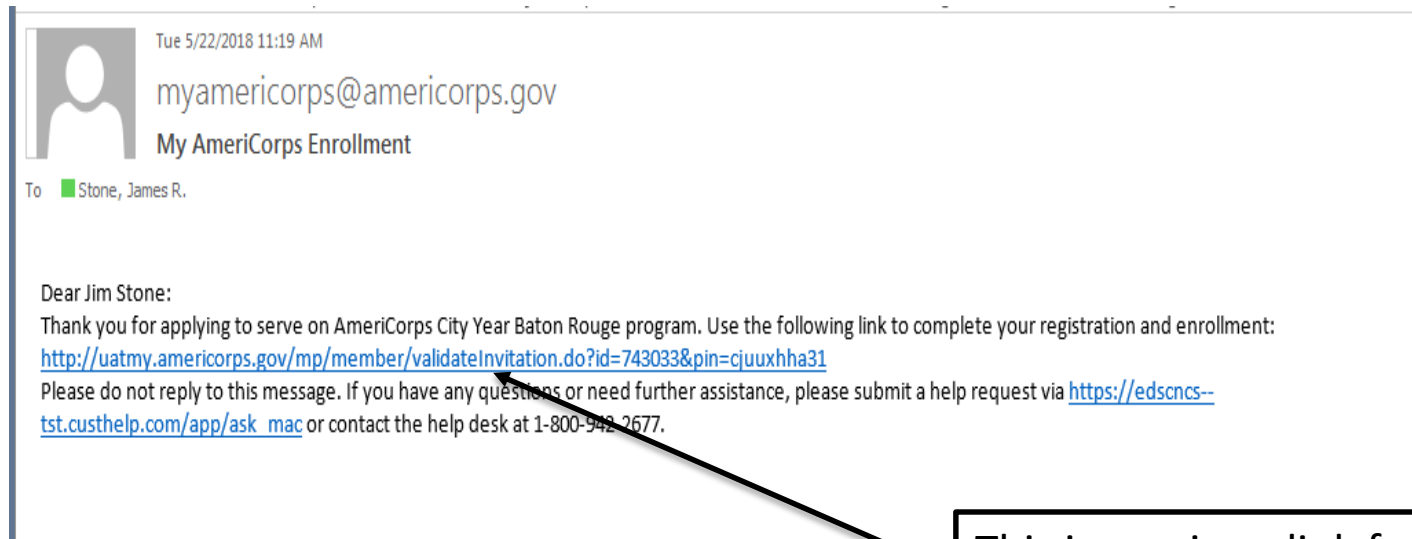 Tue 5/22/2018 11:19 AM
myamericorps@americorps.gov
My AmeriCorps Enrollment
To Stone, James R.
Dear Jim Stone:
Thank you for applying to serve on AmeriCorps City Year Baton Rouge program. Use the following link to complete your registration and enrollment:
http://uatmy.americorps.gov/mp/member/validateInvitation.do?id=743033&pin=cjuuxhha31
Please do not reply to this message. If you have any questions or need further assistance, please submit a help request via https://edscncs--
tst.custhelp.com/app/ask_mac or contact the help desk at 1-800-942-2677.